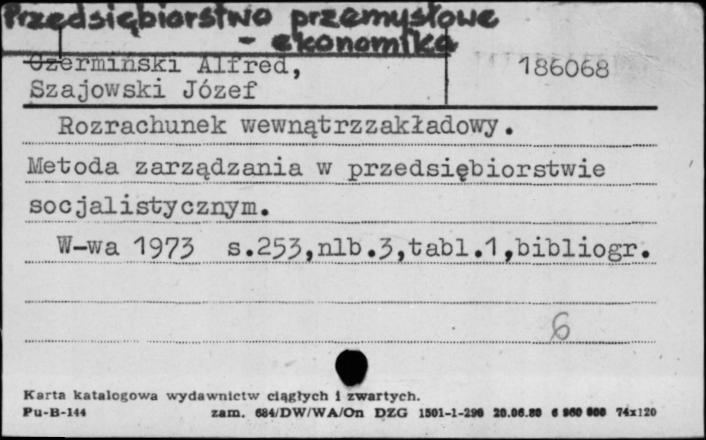 Przedsiębiorstwo przemysłowe
- ekonomika
Czermiński Alfred,
186068
Szajowski Józef
Rozrachunek wewnątrzzakładowy.
Metoda zarządzania w przedsiębiorstwie
socjalistycznym.
W-wa 1973 s.253,nlb.3,tabl.1,bibliogr.
6
Karta katalogowa wydawnictw ciągłych i zwartych.
Pu-B-144 zam. 684/DW/WA/On DZG 1501-1-290 20.06.80 6 960 000 74x120